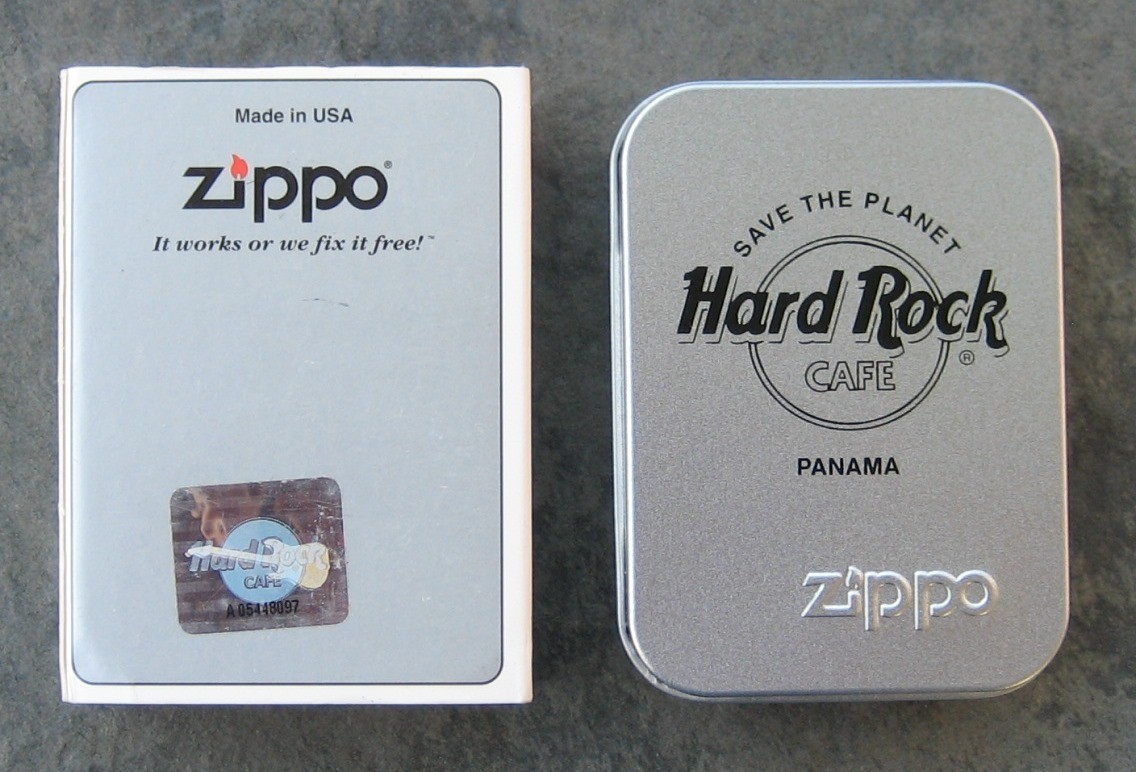 Made in USA
zippo®
It works or we fix it free!™
Hard Rock
CAFE
A 05448097
SAVE THE PLANET
Hard Rock
CAFE
®
PANAMA
zippo